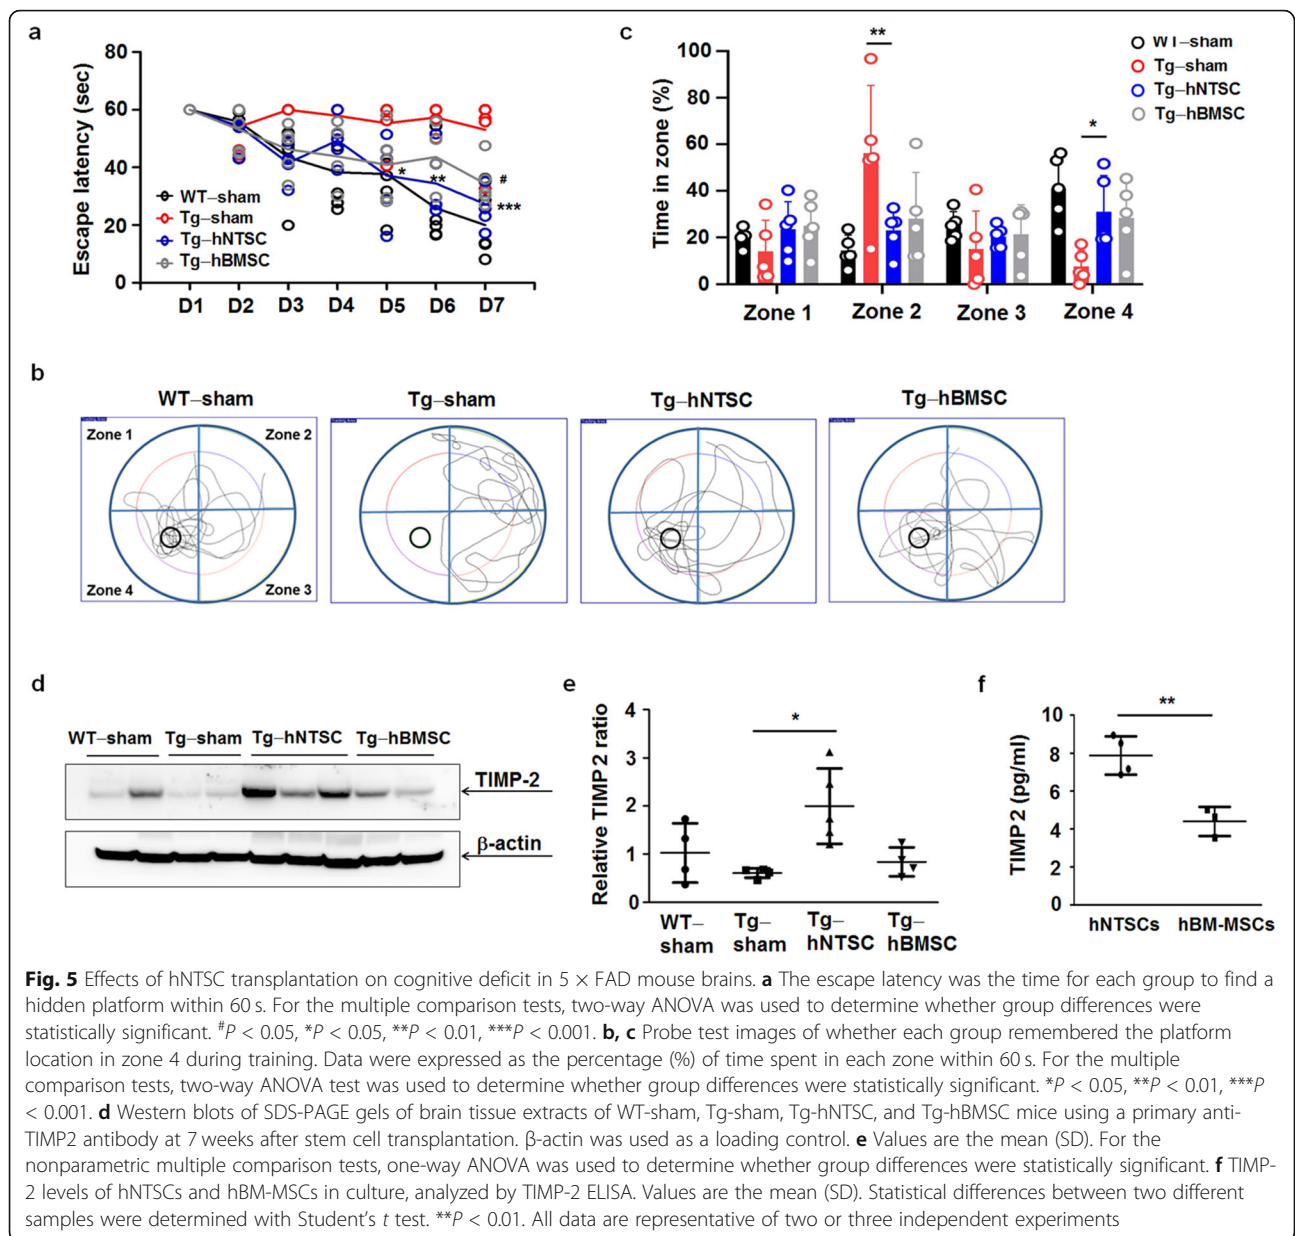 a
Escape latency (sec)
80
60
40
20
0
D1 D2 D3 D4 D5 D6 D7
WT–sham
Tg–sham
Tg–hNTSC
Tg–hBMSC
*
**
#
***
c
Time in zone (%)
100
80
60
40
20
0
Zone 1 Zone 2 Zone 3 Zone 4
**
*
WT–sham
Tg–sham
Tg–hNTSC
Tg–hBMSC
b
WT–sham Tg–sham Tg–hNTSC Tg–hBMSC
Zone 1 Zone 2
Zone 4 Zone 3
d
WT–sham Tg–sham Tg–hNTSC Tg–hBMSC
TIMP-2
β-actin
e
Relative TIMP 2 ratio
4
3
2
1
0
*
WT– Tg– Tg– Tg–
sham sham hNTSC hBMSC
f
TIMP 2 (pg/ml)
10
8
6
4
2
0
**
hNTSCs hBM-MSCs
Fig. 5 Effects of hNTSC transplantation on cognitive deficit in 5 × FAD mouse brains. a The escape latency was the time for each group to find a
hidden platform within 60 s. For the multiple comparison tests, two-way ANOVA was used to determine whether group differences were
statistically significant. #P < 0.05, *P < 0.05, **P < 0.01, ***P < 0.001. b, c Probe test images of whether each group remembered the platform
location in zone 4 during training. Data were expressed as the percentage (%) of time spent in each zone within 60 s. For the multiple
comparison tests, two-way ANOVA test was used to determine whether group differences were statistically significant. *P < 0.05, **P < 0.01, ***P
< 0.001. d Western blots of SDS-PAGE gels of brain tissue extracts of WT-sham, Tg-sham, Tg-hNTSC, and Tg-hBMSC mice using a primary anti-
TIMP2 antibody at 7 weeks after stem cell transplantation. β-actin was used as a loading control. e Values are the mean (SD). For the
nonparametric multiple comparison tests, one-way ANOVA was used to determine whether group differences were statistically significant. f TIMP-
2 levels of hNTSCs and hBM-MSCs in culture, analyzed by TIMP-2 ELISA. Values are the mean (SD). Statistical differences between two different
samples were determined with Student's t test. **P < 0.01. All data are representative of two or three independent experiments